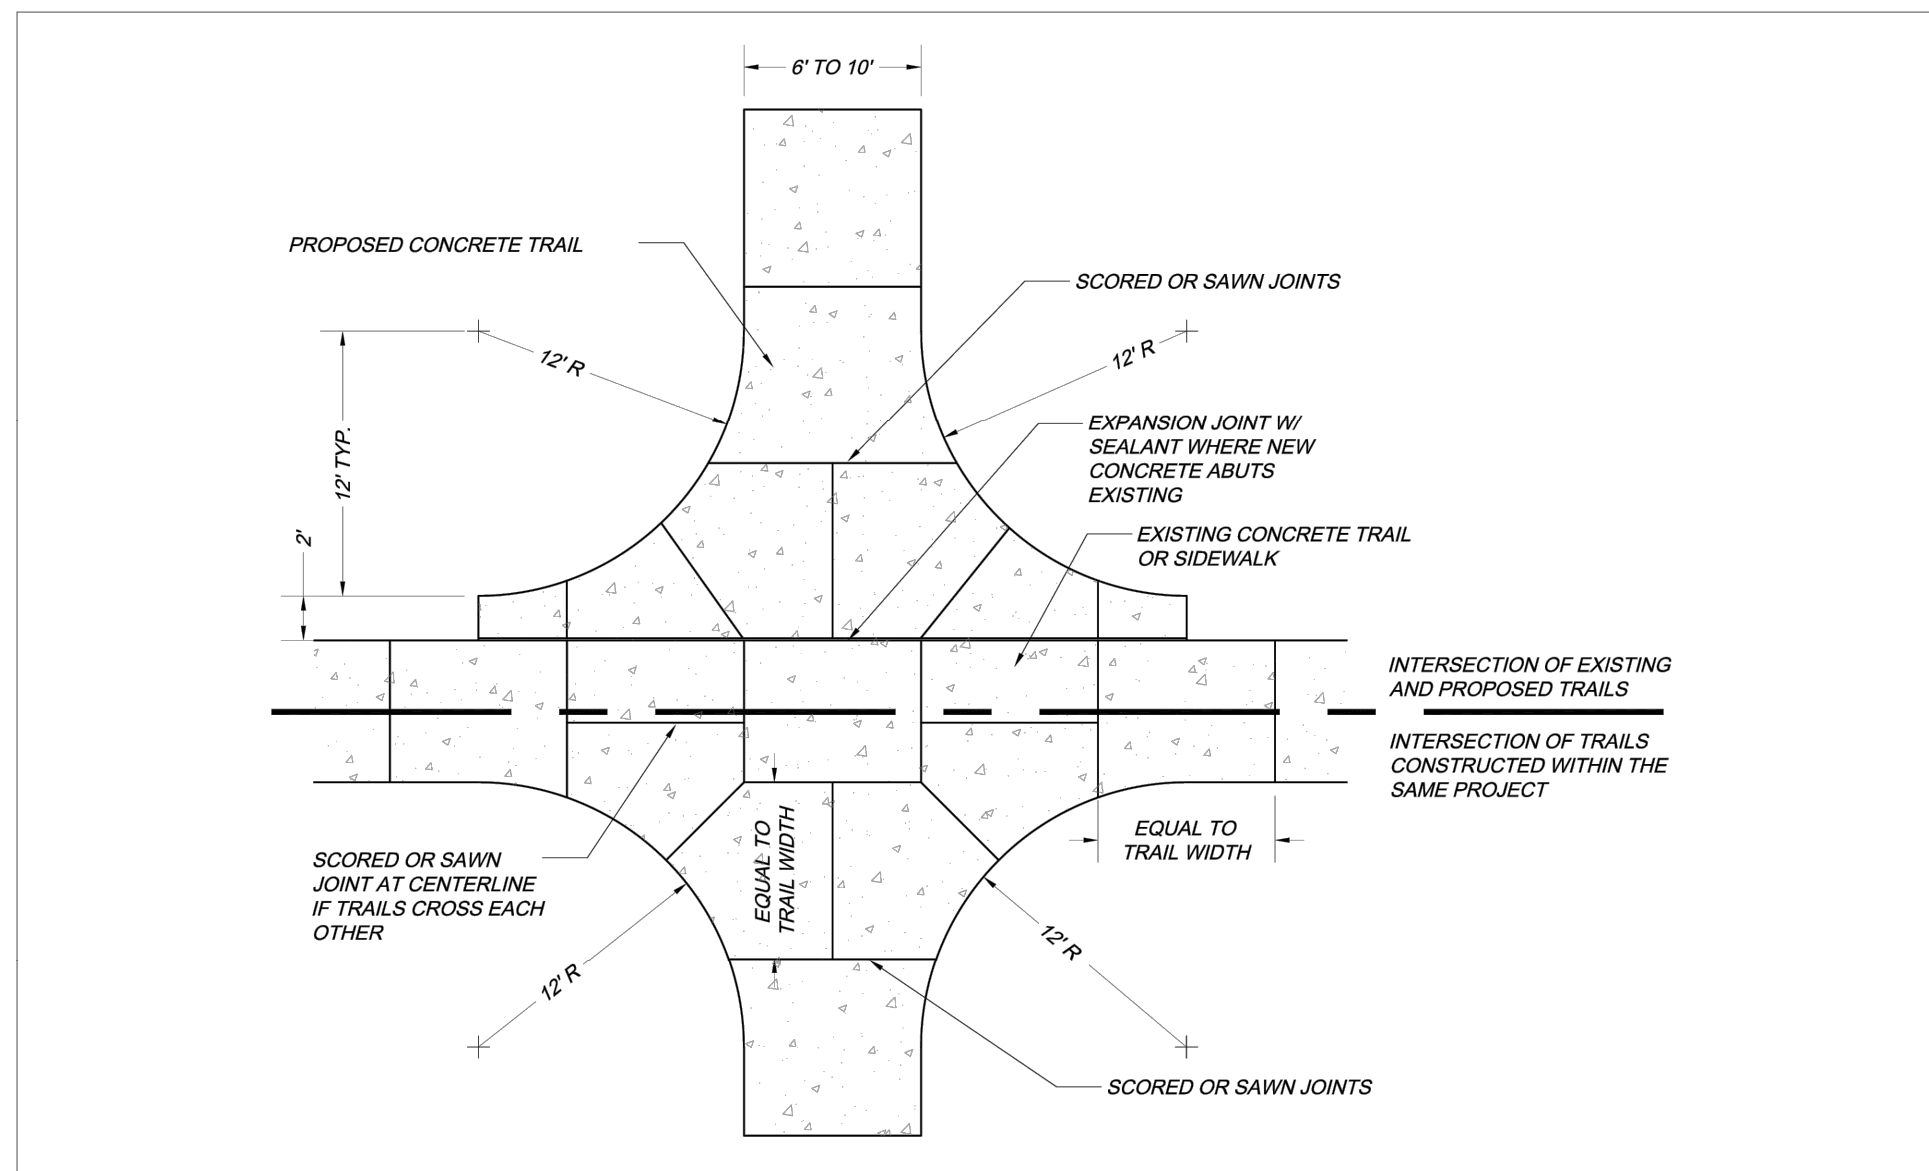 6' TO 10'
PROPOSED CONCRETE TRAIL
SCORED OR SAWN JOINTS
12' R
12' R
12' TYP.
EXPANSION JOINT W/
SEALANT WHERE NEW
CONCRETE ABUTS
EXISTING
2'
EXISTING CONCRETE TRAIL
OR SIDEWALK
INTERSECTION OF EXISTING
AND PROPOSED TRAILS
INTERSECTION OF TRAILS
CONSTRUCTED WITHIN THE
SAME PROJECT
EQUAL TO
TRAIL WIDTH
EQUAL TO
TRAIL WIDTH
SCORED OR SAWN
JOINT AT CENTERLINE
IF TRAILS CROSS EACH
OTHER
12' R
12' R
SCORED OR SAWN JOINTS